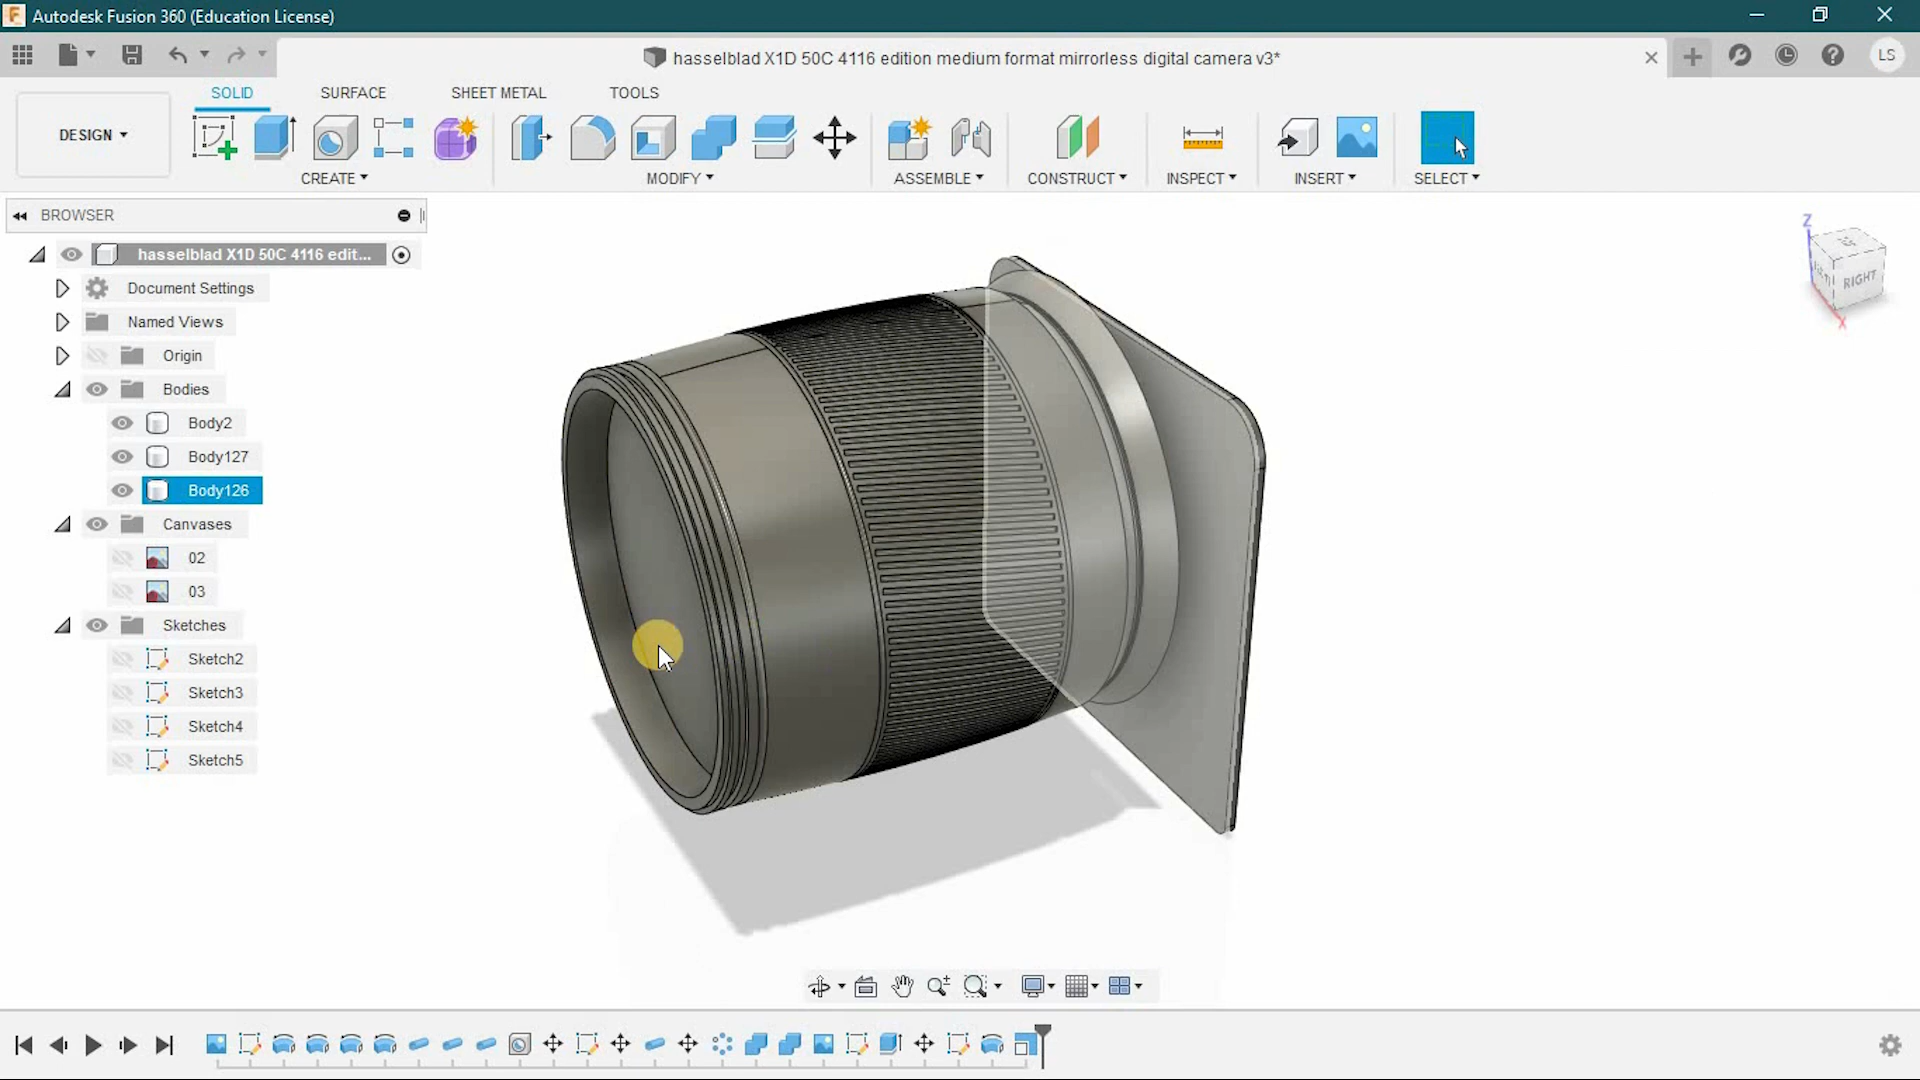 Autodesk Fusion 360 (Education License)
hasselblad X1D 50C 4116 edition medium format mirrorless digital camera v3*
LS
SOLID
SURFACE
SHEET METAL
TOOLS
DESIGN
CREATE
MODIFY
ASSEMBLE
CONSTRUCT
INSPECT
INSERT
SELECT
BROWSER
hasselblad X1D 50C 4116 edit...
Document Settings
Named Views
Origin
Bodies
Body2
Body127
Body126
Canvases
02
03
Sketches
Sketch2
Sketch3
Sketch4
Sketch5
Z
RIGHT
X